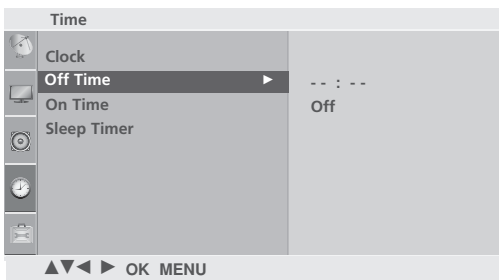 Time
Clock
Off Time ►
- - : - -
On Time
Off
Sleep Timer
▲▼◄ ► OK MENU